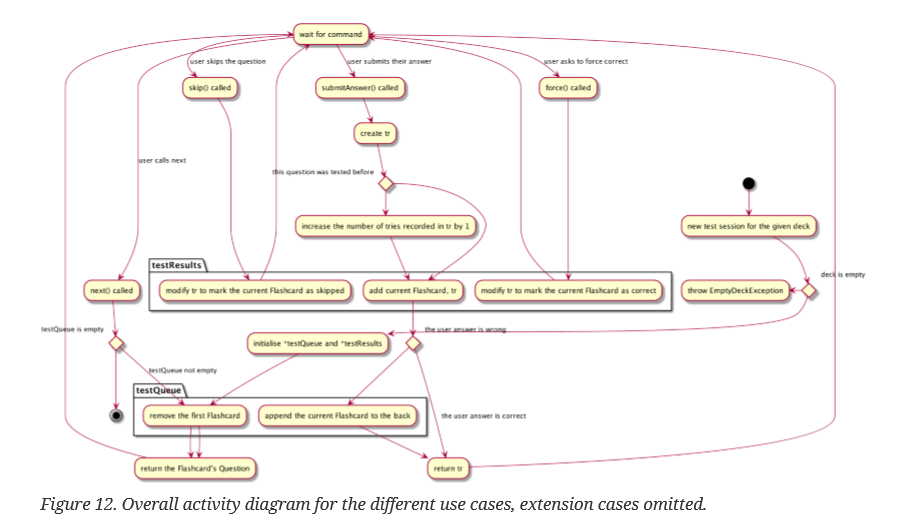 wait for command
user skips the question
user submits their answer
user asks to force correct
skip() called
submitAnswer() called
force() called
create tr
user calls next
this question was tested before
increase the number of tries recorded in tr by 1
new test session for the given deck
testResults
deck is empty
next() called
modify tr to mark the current Flashcard as skipped
add current Flashcard, tr
modify tr to mark the current Flashcard as correct
throw EmptyDeckException
testQueue is empty
the user answer is wrong
initialise "testQueue and "testResults
testQueue not empty
testQueue
remove the first Flashcard
append the current Flashcard to the back
the user answer is correct
return the Flashcard's Question
return tr
Figure 12. Overall activity diagram for the different use cases, extension cases omitted.